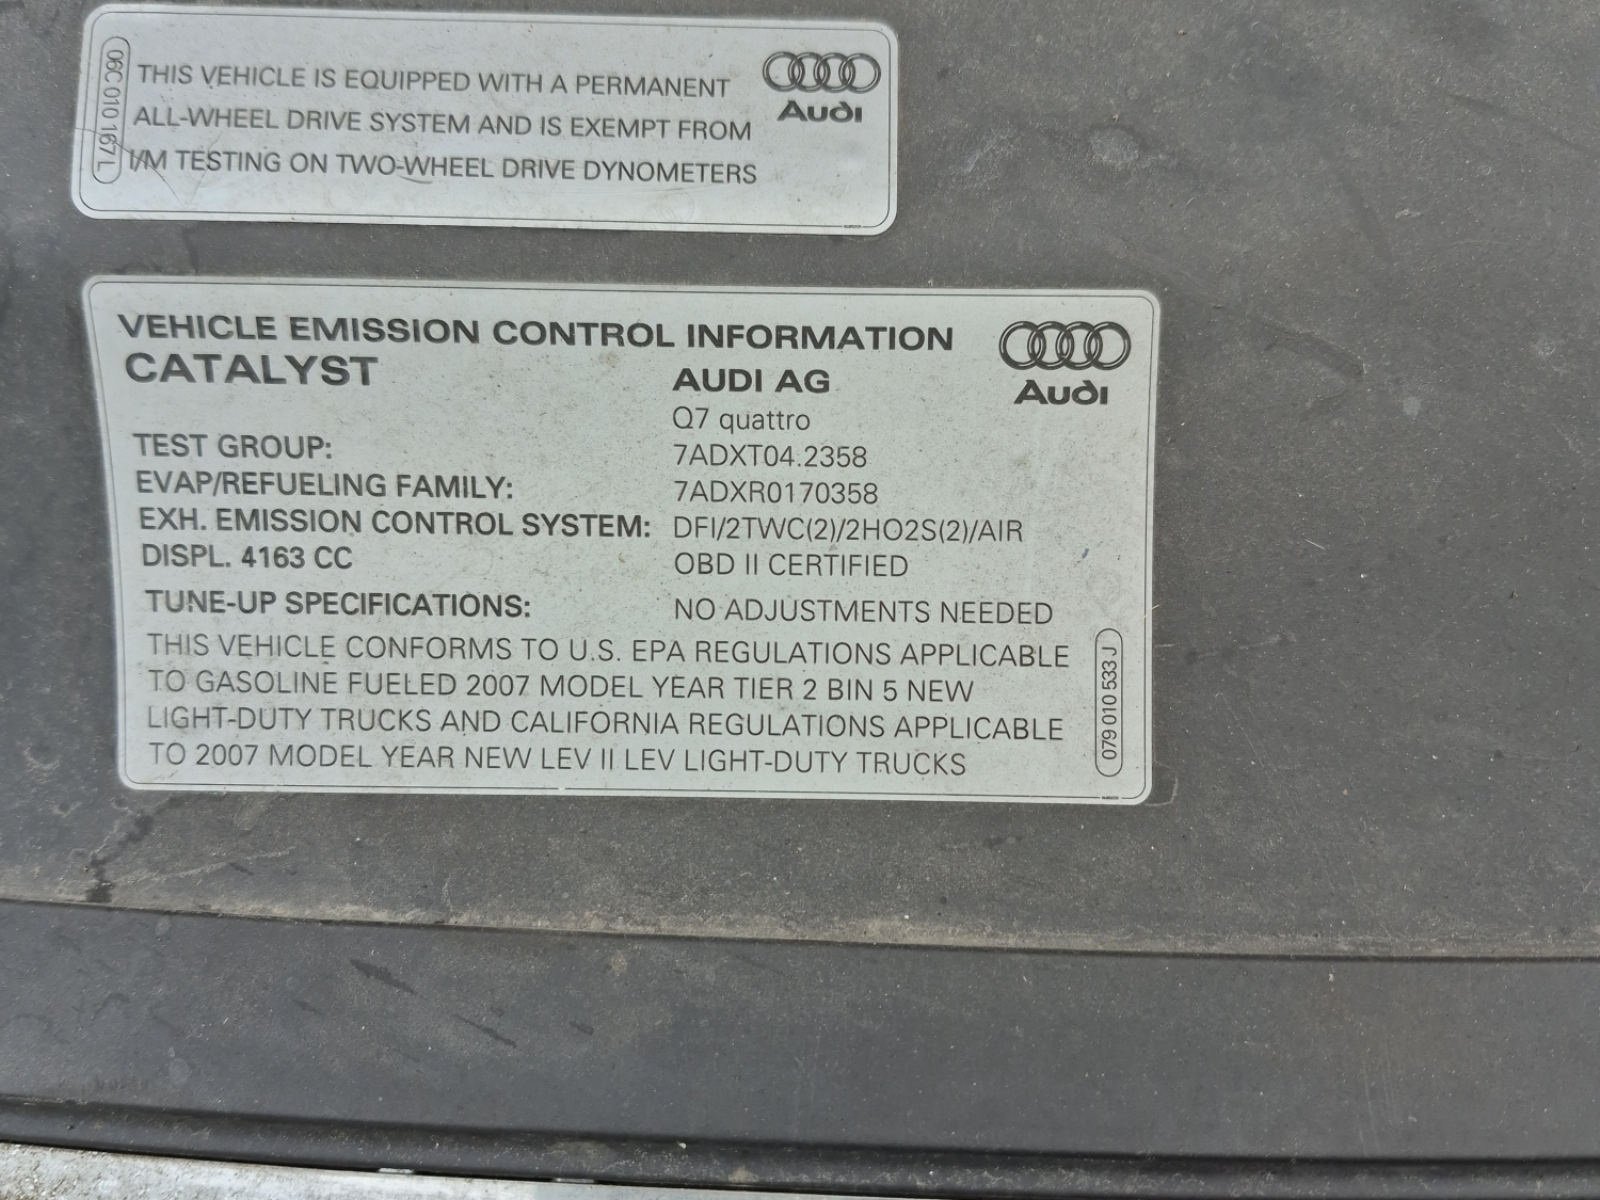 06C 010 167 L
THIS VEHICLE IS EQUIPPED WITH A PERMANENT
ALL-WHEEL DRIVE SYSTEM AND IS EXEMPT FROM
I/M TESTING ON TWO-WHEEL DRIVE DYNOMETERS
Audi
VEHICLE EMISSION CONTROL INFORMATION
CATALYST AUDI AG
Audi
Q7 quattro
TEST GROUP: 7ADXT04.2358
EVAP/REFUELING FAMILY: 7ADXR0170358
EXH. EMISSION CONTROL SYSTEM: DFI/2TWC(2)/2HO2S(2)/AIR
DISPL. 4163 CC OBD II CERTIFIED
TUNE-UP SPECIFICATIONS: NO ADJUSTMENTS NEEDED
THIS VEHICLE CONFORMS TO U.S. EPA REGULATIONS APPLICABLE
TO GASOLINE FUELED 2007 MODEL YEAR TIER 2 BIN 5 NEW
LIGHT-DUTY TRUCKS AND CALIFORNIA REGULATIONS APPLICABLE
TO 2007 MODEL YEAR NEW LEV II LEV LIGHT-DUTY TRUCKS
079 010 533 J